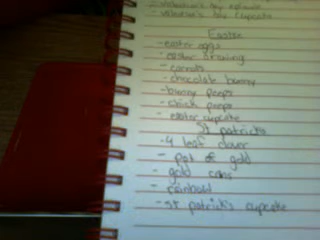 - Valentine's Day cupcake
Easter
- easter eggs
- easter
- carrots
- chocolate bunny
- bunny peeps
- chick peeps
- easter cupcake
St patricks
- 4 leaf clover
- pot of gold
- gold coins
- rainbow
- St patrick's cupcake